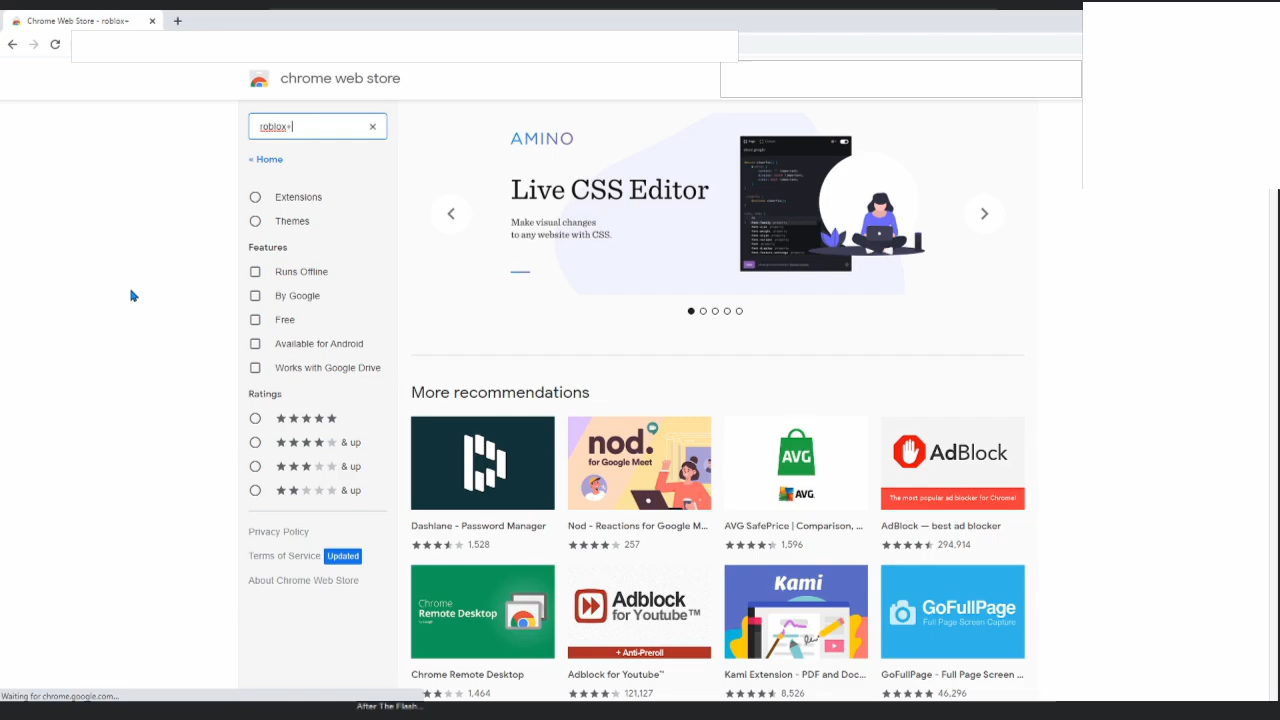 Chrome Web Store - roblox+
chrome web store
roblox+
« Home
Extensions
Themes
Features
Runs Offline
By Google
Free
Available for Android
Works with Google Drive
Ratings
& up
& up
& up
Privacy Policy
Terms of Service Updated
About Chrome Web Store
AMINO
Live CSS Editor
Make visual changes
to any website with CSS.
More recommendations
nod.
for Google Meet
AVG
AVG
AdBlock
The most popular ad blocker for Chrome!
Dashlane - Password Manager
1,528
Nod - Reactions for Google M...
257
AVG SafePrice | Comparison, ...
1,596
AdBlock — best ad blocker
294,914
Chrome
Remote Desktop
Adblock
for Youtube™
+ Anti-Preroll
Kami
GoFullPage
Full Page Screen Capture
Chrome Remote Desktop
1,464
Adblock for Youtube™
121,127
Kami Extension - PDF and Doc...
8,526
GoFullPage - Full Page Screen ...
46,296
Waiting for chrome.google.com...
After The Flash...